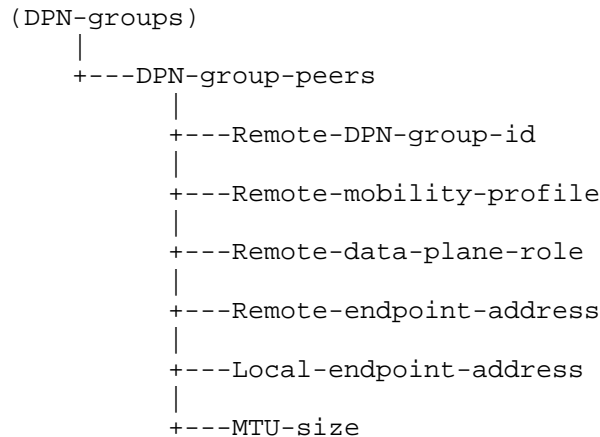 (DPN-groups)
|
+---DPN-group-peers
|
+---Remote-DPN-group-id
|
+---Remote-mobility-profile
|
+---Remote-data-plane-role
|
+---Remote-endpoint-address
|
+---Local-endpoint-address
|
+---MTU-size